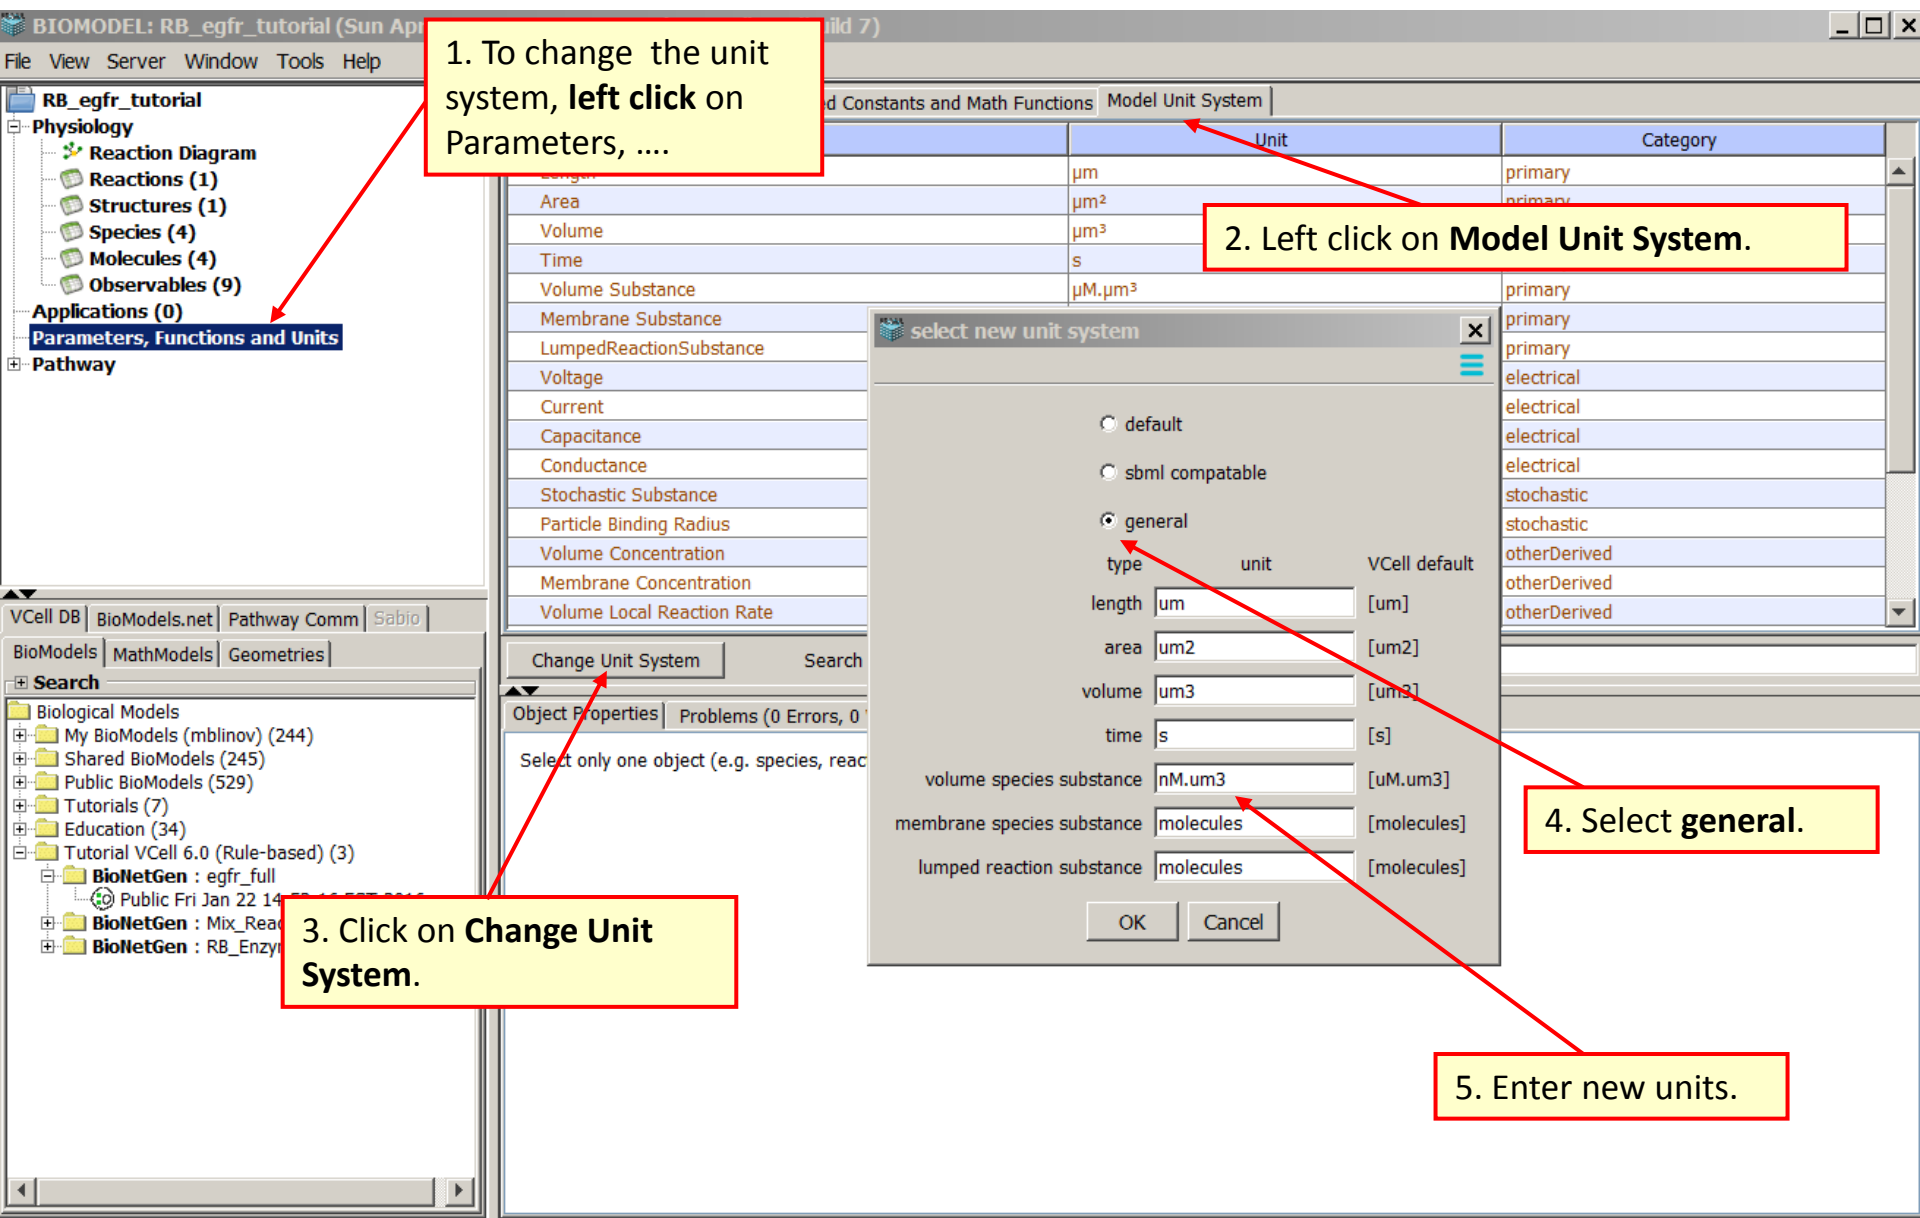 BIOMODEL: RB_egfr_tutorial (Sun Apr
ild 7)
File View Server Window Tools Help
1. To change the unit
system, left click on
Parameters, ....
RB_egfr_tutorial
Physiology
Reaction Diagram
Reactions (1)
Structures (1)
Species (4)
Molecules (4)
Observables (9)
Applications (0)
Parameters, Functions and Units
Pathway
ed Constants and Math Functions
Model Unit System
Unit
Category
Length
µm
primary
Area
µm²
primary
Volume
µm³
Time
s
Volume Substance
µM.µm³
primary
Membrane Substance
primary
LumpedReactionSubstance
primary
Voltage
electrical
Current
electrical
Capacitance
electrical
Conductance
electrical
Stochastic Substance
stochastic
Particle Binding Radius
stochastic
Volume Concentration
otherDerived
Membrane Concentration
otherDerived
Volume Local Reaction Rate
otherDerived
2. Left click on Model Unit System.
select new unit system
default
sbml compatable
general
type unit VCell default
length um [um]
area um2 [um2]
volume um3 [um3]
time s [s]
volume species substance nM.um3 [uM.um3]
membrane species substance molecules [molecules]
lumped reaction substance molecules [molecules]
OK Cancel
Change Unit System
Search
Object Properties
Problems (0 Errors, 0
Select only one object (e.g. species, reac
VCell DB BioModels.net Pathway Comm Sabio
BioModels MathModels Geometries
Search
Biological Models
My BioModels (mblinov) (244)
Shared BioModels (245)
Public BioModels (529)
Tutorials (7)
Education (34)
Tutorial VCell 6.0 (Rule-based) (3)
BioNetGen : egfr_full
Public Fri Jan 22 14
BioNetGen : Mix_Reac
BioNetGen : RB_Enzyn
3. Click on Change Unit
System.
4. Select general.
5. Enter new units.